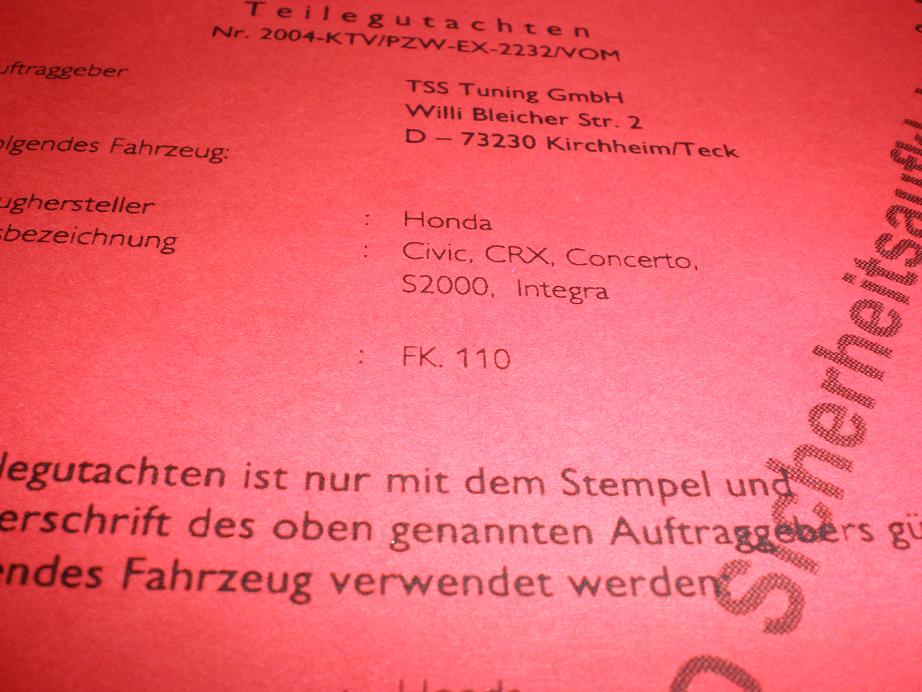 Teilegutachten
Nr. 2004-KTV/PZW-EX-2232/VOM
uftraggeber
TSS Tuning GmbH
Willi Bleicher Str. 2
D – 73230 Kirchheim/Teck
olgendes Fahrzeug:
ughersteller : Honda
sbezeichnung : Civic, CRX, Concerto,
S2000, Integra
: FK. 110
legutachten ist nur mit dem Stempel und
erschrift des oben genannten Auftraggebers gü
endes Fahrzeug verwendet werden.
Sicherheitsaufk
Honda